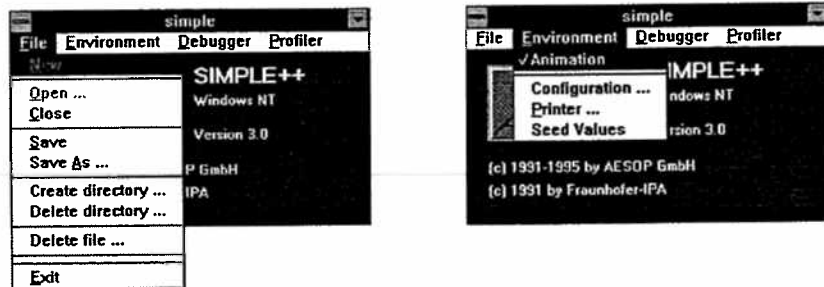 simple
File Environment Debugger Profiler
New
Open ...
Close
Save
Save As ...
Create directory ...
Delete directory ...
Delete file ...
Exit
SIMPLE++
Windows NT
Version 3.0
P GmbH
IPA
simple
File Environment Debugger Profiler
✓Animation
Configuration ...
Printer ...
Seed Values
IMPLE++
ndows NT
rsion 3.0
(c) 1991-1995 by AESOP GmbH
(c) 1991 by Fraunhofer-IPA